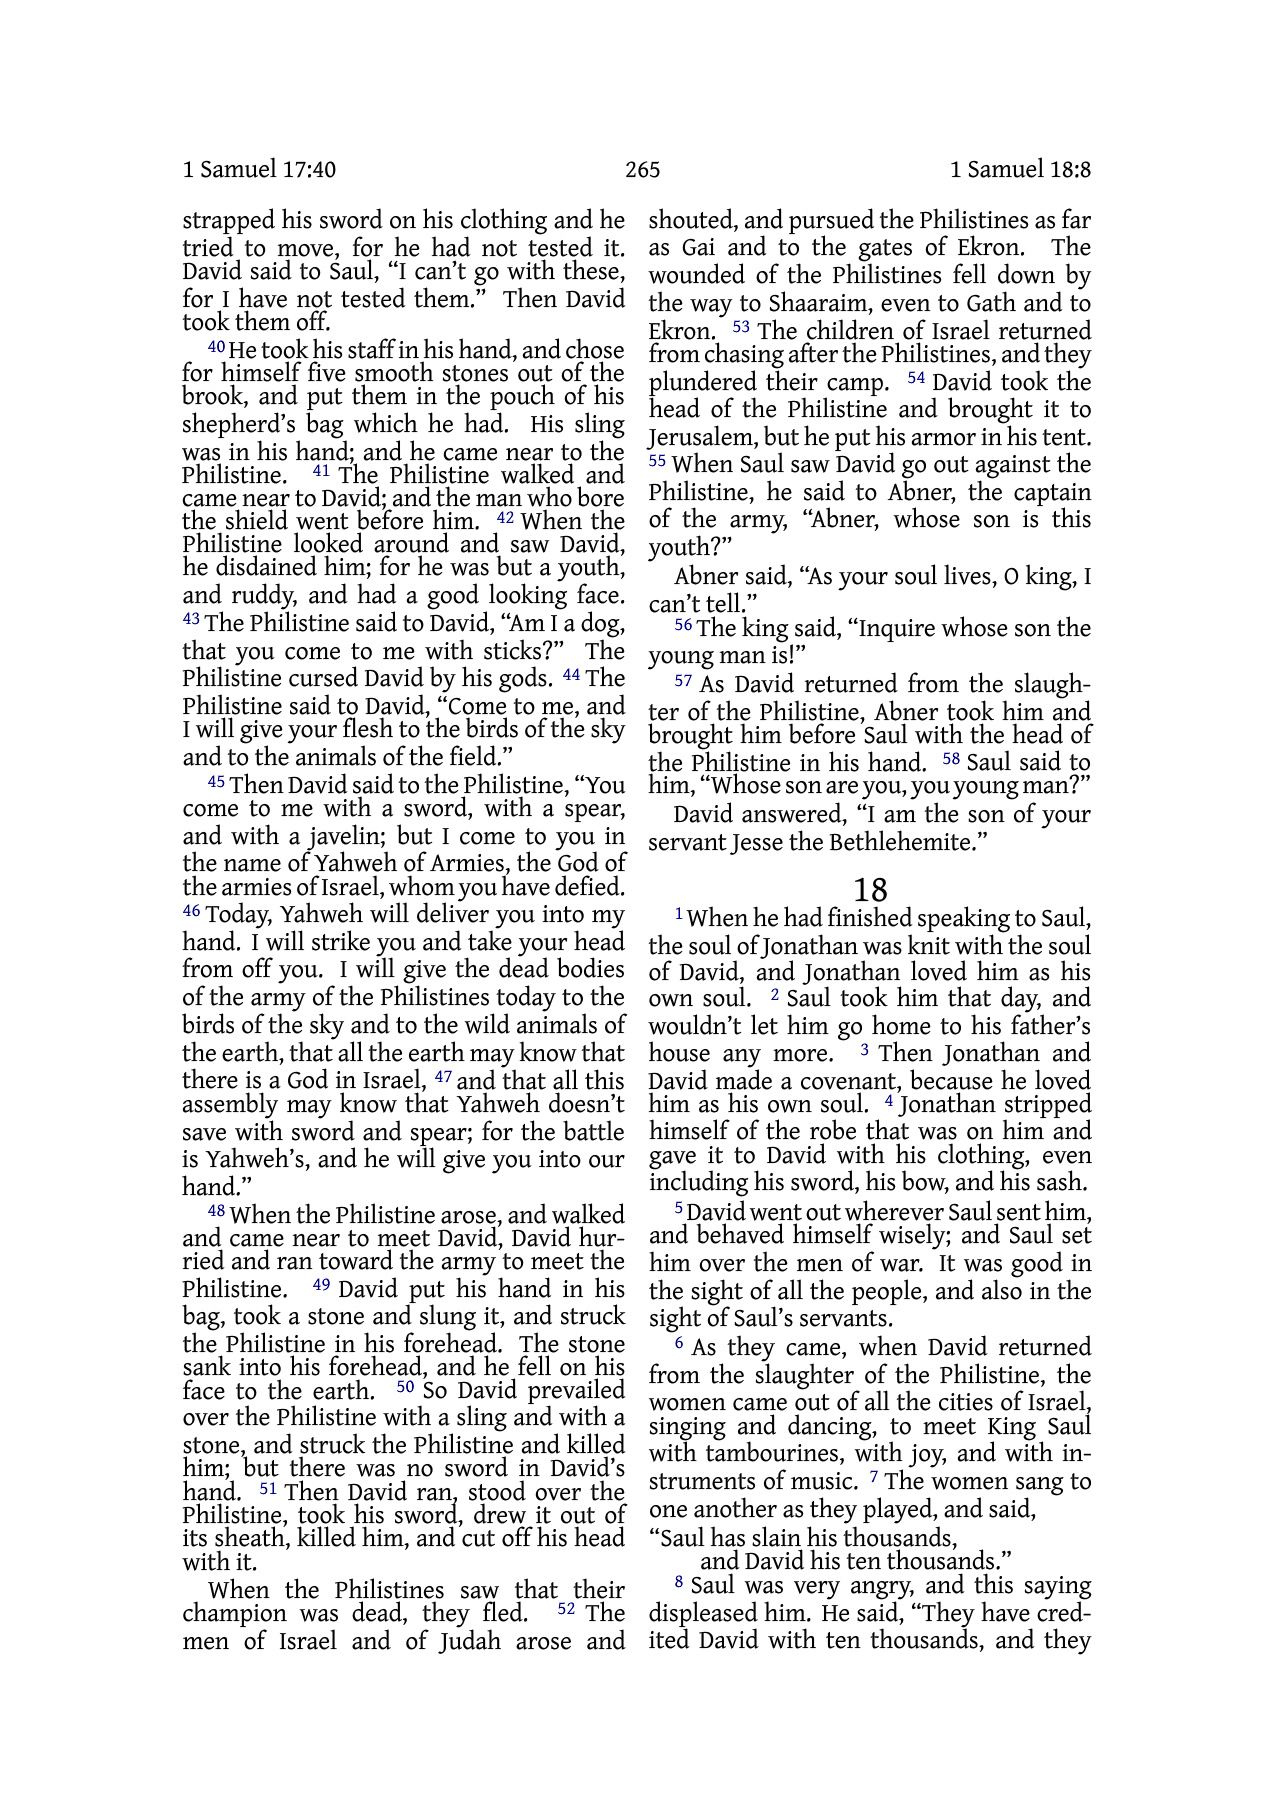 1 Samuel 17:40 265 1 Samuel 18:8
strapped his sword on his clothing and he
tried to move, for he had not tested it.
David said to Saul, “I can’t go with these,
for I have not tested them.” Then David
took them off.
40 He took his staff in his hand, and chose
for himself five smooth stones out of the
brook, and put them in the pouch of his
shepherd’s bag which he had. His sling
was in his hand; and he came near to the
Philistine. 41 The Philistine walked and
came near to David; and the man who bore
the shield went before him. 42 When the
Philistine looked around and saw David,
he disdained him; for he was but a youth,
and ruddy, and had a good looking face.
43 The Philistine said to David, “Am I a dog,
that you come to me with sticks?” The
Philistine cursed David by his gods. 44 The
Philistine said to David, “Come to me, and
I will give your flesh to the birds of the sky
and to the animals of the field.”
45 Then David said to the Philistine, “You
come to me with a sword, with a spear,
and with a javelin; but I come to you in
the name of Yahweh of Armies, the God of
the armies of Israel, whom you have defied.
46 Today, Yahweh will deliver you into my
hand. I will strike you and take your head
from off you. I will give the dead bodies
of the army of the Philistines today to the
birds of the sky and to the wild animals of
the earth, that all the earth may know that
there is a God in Israel, 47 and that all this
assembly may know that Yahweh doesn’t
save with sword and spear; for the battle
is Yahweh’s, and he will give you into our
hand.”
48 When the Philistine arose, and walked
and came near to meet David, David hur-
ried and ran toward the army to meet the
Philistine. 49 David put his hand in his
bag, took a stone and slung it, and struck
the Philistine in his forehead. The stone
sank into his forehead, and he fell on his
face to the earth. 50 So David prevailed
over the Philistine with a sling and with a
stone, and struck the Philistine and killed
him; but there was no sword in David’s
hand. 51 Then David ran, stood over the
Philistine, took his sword, drew it out of
its sheath, killed him, and cut off his head
with it.
When the Philistines saw that their
champion was dead, they fled. 52 The
men of Israel and of Judah arose and
shouted, and pursued the Philistines as far
as Gai and to the gates of Ekron. The
wounded of the Philistines fell down by
the way to Shaaraim, even to Gath and to
Ekron. 53 The children of Israel returned
from chasing after the Philistines, and they
plundered their camp. 54 David took the
head of the Philistine and brought it to
Jerusalem, but he put his armor in his tent.
55 When Saul saw David go out against the
Philistine, he said to Abner, the captain
of the army, “Abner, whose son is this
youth?”
Abner said, “As your soul lives, O king, I
can’t tell.”
56 The king said, “Inquire whose son the
young man is!”
57 As David returned from the slaugh-
ter of the Philistine, Abner took him and
brought him before Saul with the head of
the Philistine in his hand. 58 Saul said to
him, “Whose son are you, you young man?”
David answered, “I am the son of your
servant Jesse the Bethlehemite.”
18
1 When he had finished speaking to Saul,
the soul of Jonathan was knit with the soul
of David, and Jonathan loved him as his
own soul. 2 Saul took him that day, and
wouldn’t let him go home to his father’s
house any more. 3 Then Jonathan and
David made a covenant, because he loved
him as his own soul. 4 Jonathan stripped
himself of the robe that was on him and
gave it to David with his clothing, even
including his sword, his bow, and his sash.
5 David went out wherever Saul sent him,
and behaved himself wisely; and Saul set
him over the men of war. It was good in
the sight of all the people, and also in the
sight of Saul’s servants.
6 As they came, when David returned
from the slaughter of the Philistine, the
women came out of all the cities of Israel,
singing and dancing, to meet King Saul
with tambourines, with joy, and with in-
struments of music. 7 The women sang to
one another as they played, and said,
“Saul has slain his thousands,
and David his ten thousands.”
8 Saul was very angry, and this saying
displeased him. He said, “They have cred-
ited David with ten thousands, and they